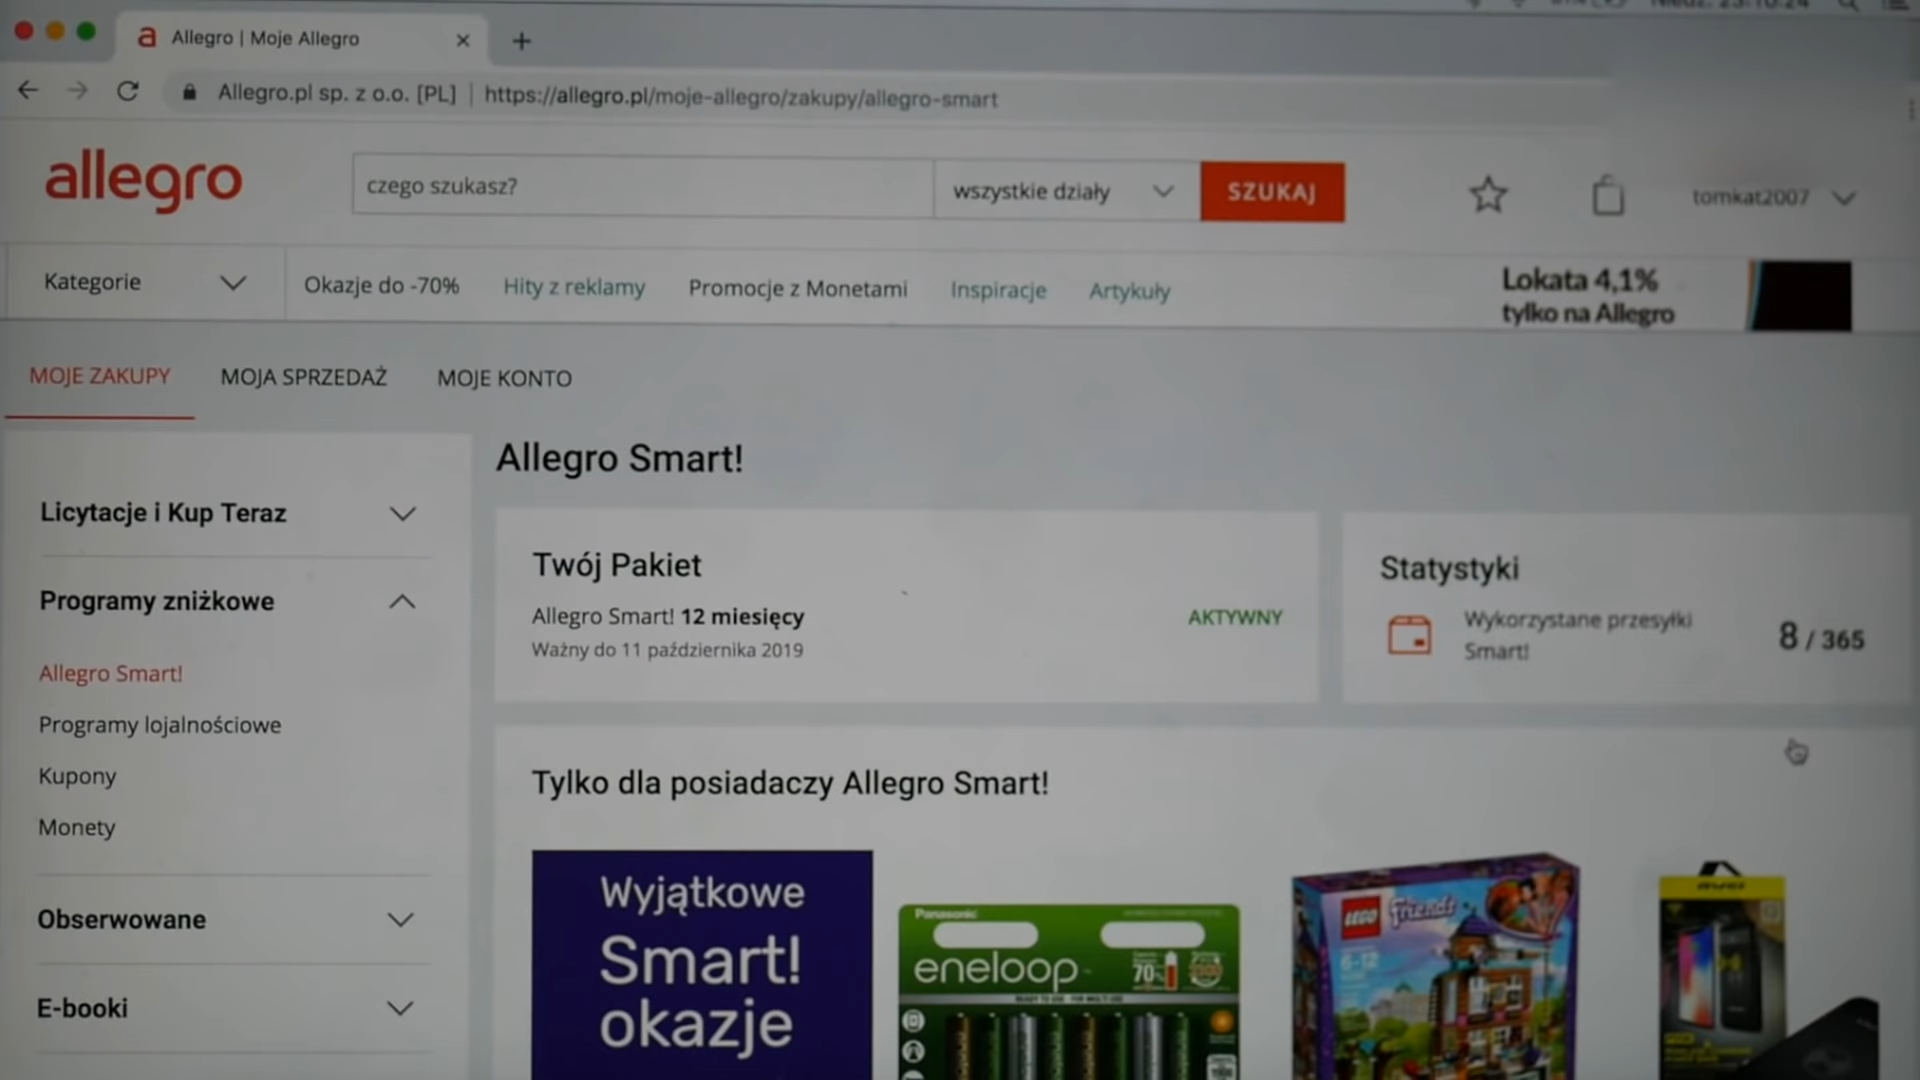 Allegro | Moje Allegro
Allegro.pl sp. z o.o. [PL] | https://allegro.pl/moje-allegro/zakupy/allegro-smart
allegro
czego szukasz?
wszystkie działy
SZUKAJ
tomkat2007
Kategorie
Okazje do -70%
Hity z reklamy
Promocje z Monetami
Inspiracje
Artykuły
Lokata 4,1%
tylko na Allegro
MOJE ZAKUPY
MOJA SPRZEDAŻ
MOJE KONTO
Licytacje i Kup Teraz
Programy zniżkowe
Allegro Smart!
Programy lojalnościowe
Kupony
Monety
Obserwowane
E-booki
Allegro Smart!
Twój Pakiet
Allegro Smart! 12 miesięcy
AKTYWNY
Ważny do 11 października 2019
Statystyki
Wykorzystane przesyłki
Smart!
8 / 365
Tylko dla posiadaczy Allegro Smart!
Wyjątkowe
Smart!
okazje
Panasonic
eneloop
70%
LEGO
Friends
6-12